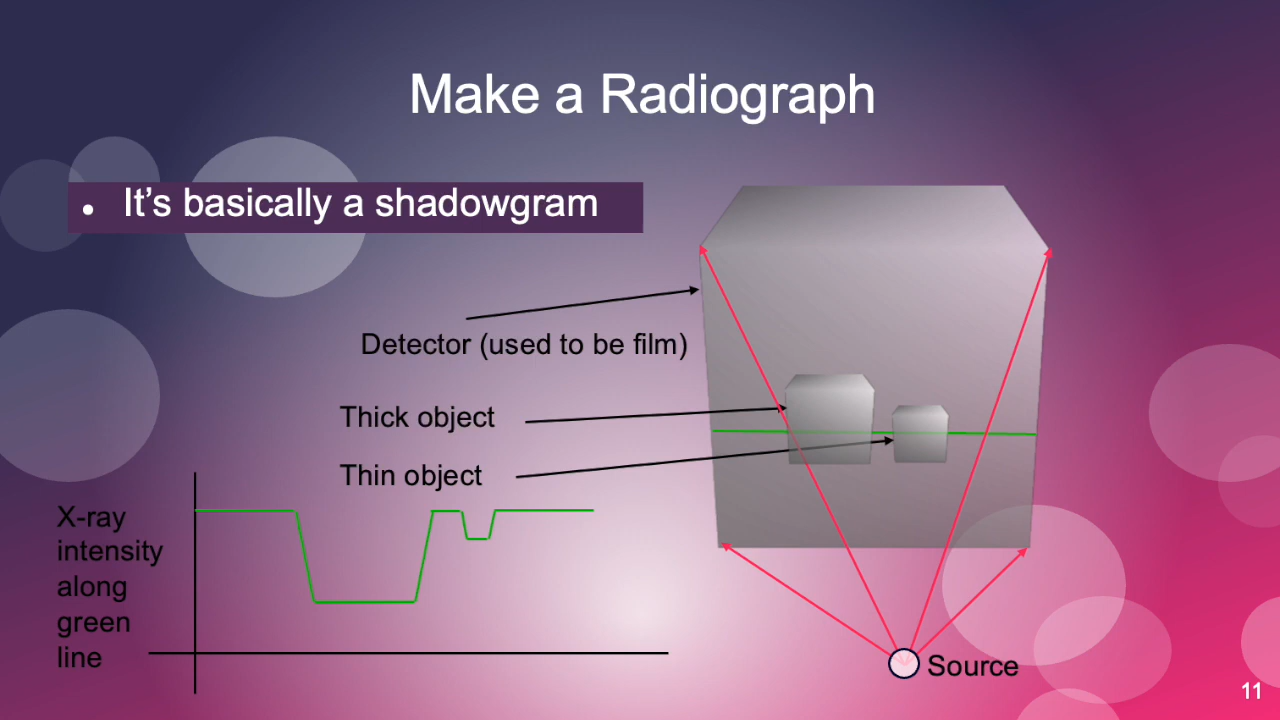 Make a Radiograph
• It’s basically a shadowgram
Detector (used to be film)
Thick object
Thin object
X-ray
intensity
along
green
line
Source
11